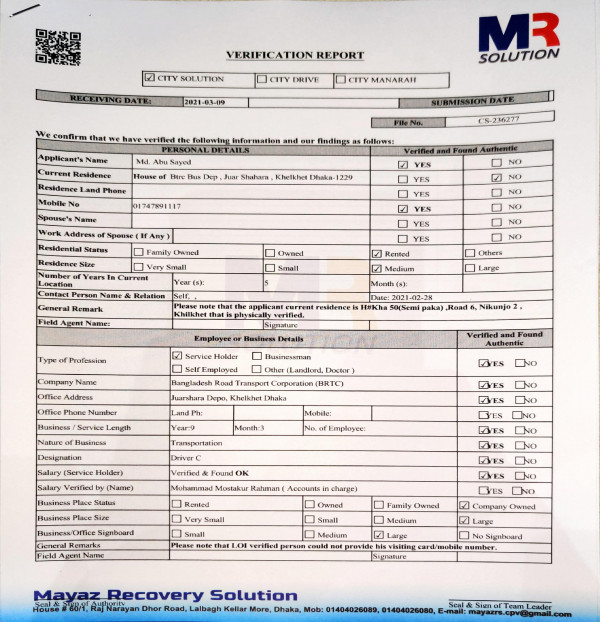 MR
SOLUTION
VERIFICATION REPORT
☑ CITY SOLUTION ☐ CITY DRIVE ☐ CITY MANARAH
RECEIVING DATE: 2021-03-09 SUBMISSION DATE
File No. CS-236277
We confirm that we have verified the following information and our findings as follows:
PERSONAL DETAILS Verified and Found Authentic
Applicant's Name Md. Abu Sayed ☑ YES ☐ NO
Current Residence House of Btrc Bus Dep , Juar Shahara , Khelkhet Dhaka-1229 ☐ YES ☑ NO
Residence Land Phone ☐ YES ☐ NO
Mobile No 01747891117 ☑ YES ☐ NO
Spouse's Name ☐ YES ☐ NO
Work Address of Spouse ( If Any ) ☐ YES ☐ NO
Residential Status ☐ Family Owned ☐ Owned ☑ Rented ☐ Others
Residence Size ☐ Very Small ☐ Small ☑ Medium ☐ Large
Number of Years In Current Location Year (s): 5 Month (s):
Contact Person Name & Relation Self, , Date: 2021-02-28
General Remark Please note that the applicant current residence is H#Kha 50(Semi paka) ,Road 6, Nikunjo 2 ,
Khilkhet that is physically verified.
Field Agent Name: Signature
Employee or Business Details Verified and Found Authentic
Type of Profession ☑ Service Holder ☐ Businessman
☐ Self Employed ☐ Other (Landlord, Doctor ) ☑YES ☐NO
Company Name Bangladesh Road Transport Corporation (BRTC) ☑YES ☐NO
Office Address Juarshara Depo, Khelkhet Dhaka ☑YES ☐NO
Office Phone Number Land Ph: Mobile: ☐YES ☐NO
Business / Service Length Year:9 Month:3 No. of Employee: ☑YES ☐NO
Nature of Business Transportation ☑YES ☐NO
Designation Driver C ☑YES ☐NO
Salary (Service Holder) Verified & Found OK ☑YES ☐NO
Salary Verified by (Name) Mohammad Mostakur Rahman ( Accounts in charge) ☐YES ☐NO
Business Place Status ☐ Rented ☐ Owned ☐ Family Owned ☑ Company Owned
Business Place Size ☐ Very Small ☐ Small ☐ Medium ☑ Large
Business/Office Signboard ☐ Small ☐ Medium ☑ Large ☐ No Signboard
General Remarks Please note that LOI verified person could not provide his visiting card/mobile number.
Field Agent Name Signature
Mayaz Recovery Solution
Seal & Sign of Authority Seal & Sign of Team Leader
House # 60/1, Raj Narayan Dhor Road, Lalbagh Kellar More, Dhaka, Mob: 01404026089, 01404026080, E-mail: mayazrs.cpv@gmail.com